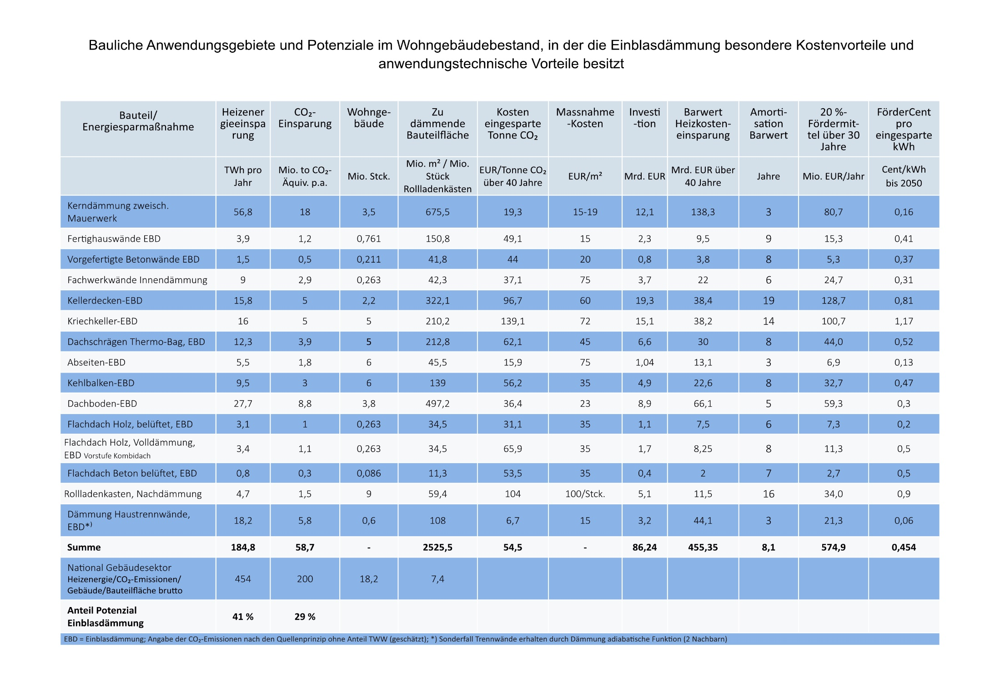 Bauliche Anwendungsgebiete und Potenziale im Wohngebäudebestand, in der die Einblasdämmung besondere Kostenvorteile und
anwendungstechnische Vorteile besitzt
Bauteil/ Energiesparmaßnahme Heizener gieeinspa rung CO₂- Einsparung Wohnge- bäude Zu dämmende Bauteilfläche Kosten eingesparte Tonne CO₂ Massnahme -Kosten Investi -tion Barwert Heizkosten- einsparung Amorti- sation Barwert 20 %- Fördermit- tel über 30 Jahre FörderCent pro eingesparte kWh
TWh pro Jahr Mio. to CO₂- Äquiv. p.a. Mio. Stck. Mio. m² / Mio. Stück Rollladenkästen EUR/Tonne CO₂ über 40 Jahre EUR/m² Mrd. EUR Mrd. EUR über 40 Jahre Jahre Mio. EUR/Jahr Cent/kWh bis 2050
Kerndämmung zweisch. Mauerwerk 56,8 18 3,5 675,5 19,3 15-19 12,1 138,3 3 80,7 0,16
Fertighauswände EBD 3,9 1,2 0,761 150,8 49,1 15 2,3 9,5 9 15,3 0,41
Vorgefertigte Betonwände EBD 1,5 0,5 0,211 41,8 44 20 0,8 3,8 8 5,3 0,37
Fachwerkwände Innendämmung 9 2,9 0,263 42,3 37,1 75 3,7 22 6 24,7 0,31
Kellerdecken-EBD 15,8 5 2,2 322,1 96,7 60 19,3 38,4 19 128,7 0,81
Kriechkeller-EBD 16 5 5 210,2 139,1 72 15,1 38,2 14 100,7 1,17
Dachschrägen Thermo-Bag, EBD 12,3 3,9 5 212,8 62,1 45 6,6 30 8 44,0 0,52
Abseiten-EBD 5,5 1,8 6 45,5 15,9 75 1,04 13,1 3 6,9 0,13
Kehlbalken-EBD 9,5 3 6 139 56,2 35 4,9 22,6 8 32,7 0,47
Dachboden-EBD 27,7 8,8 3,8 497,2 36,4 23 8,9 66,1 5 59,3 0,3
Flachdach Holz, belüftet, EBD 3,1 1 0,263 34,5 31,1 35 1,1 7,5 6 7,3 0,2
Flachdach Holz, Volldämmung, EBD Vorstufe Kombidach 3,4 1,1 0,263 34,5 65,9 35 1,7 8,25 8 11,3 0,5
Flachdach Beton belüftet, EBD 0,8 0,3 0,086 11,3 53,5 35 0,4 2 7 2,7 0,5
Rollladenkasten, Nachdämmung 4,7 1,5 9 59,4 104 100/Stck. 5,1 11,5 16 34,0 0,9
Dämmung Haustrennwände, EBD*⁾ 18,2 5,8 0,6 108 6,7 15 3,2 44,1 3 21,3 0,06
Summe 184,8 58,7 - 2525,5 54,5 - 86,24 455,35 8,1 574,9 0,454
National Gebäudesektor Heizenergie/CO₂-Emissionen/ Gebäude/Bauteilfläche brutto 454 200 18,2 7,4
Anteil Potenzial Einblasdämmung 41 % 29 %
EBD = Einblasdämmung; Angabe der CO₂-Emissionen nach den Quellenprinzip ohne Anteil TWW (geschätzt); *) Sonderfall Trennwände erhalten durch Dämmung adiabatische Funktion (2 Nachbarn)